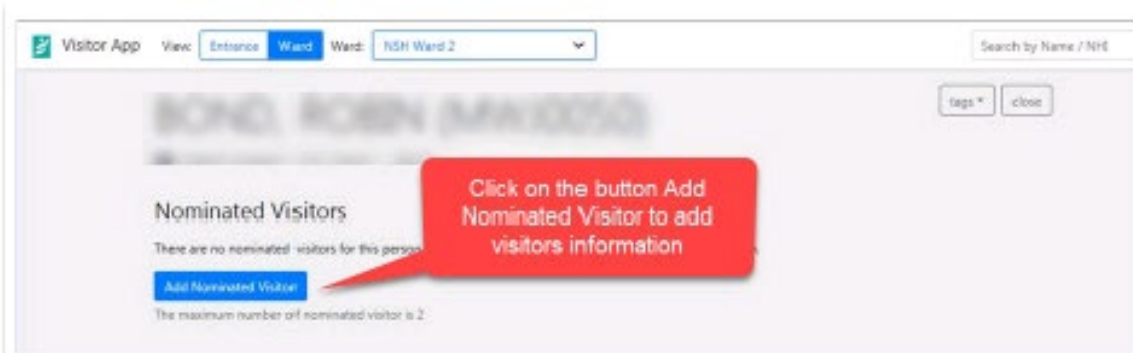 Visitor App View: Entrance Ward Ward: NSH Ward 2 Search by Name / NHI
tags close
Click on the button Add
Nominated Visitor to add
visitors information
Nominated Visitors
There are no nominated visitors for this person
Add Nominated Visitor
The maximum number of nominated visitor is 2